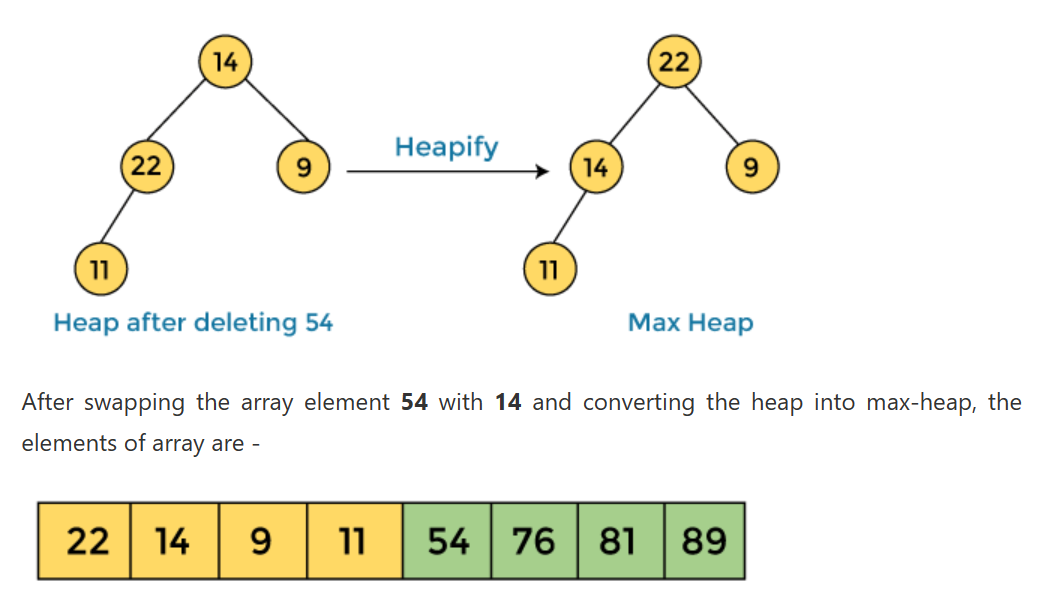 14
22
Heapify
22
9
14
9
11
11
Heap after deleting 54
Max Heap
After swapping the array element 54 with 14 and converting the heap into max-heap, the
elements of array are -
22 14 9 11 54 76 81 89